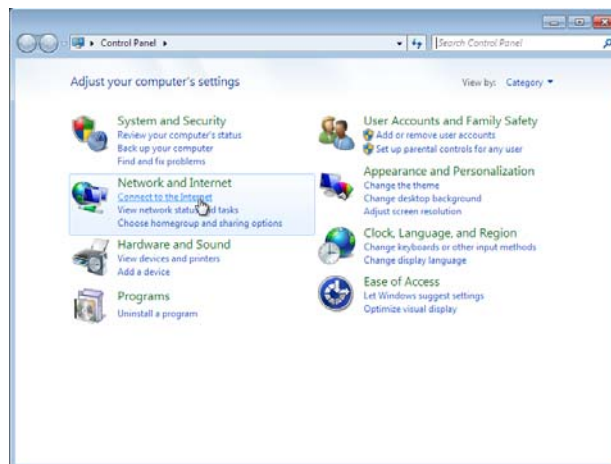 Control Panel
Search Control Panel
Adjust your computer's settings
View by: Category
System and Security
Review your computer's status
Back up your computer
Find and fix problems
Network and Internet
Connect to the Internet
View network status and tasks
Choose homegroup and sharing options
Hardware and Sound
View devices and printers
Add a device
Programs
Uninstall a program
User Accounts and Family Safety
Add or remove user accounts
Set up parental controls for any user
Appearance and Personalization
Change the theme
Change desktop background
Adjust screen resolution
Clock, Language, and Region
Change keyboards or other input methods
Change display language
Ease of Access
Let Windows suggest settings
Optimize visual display